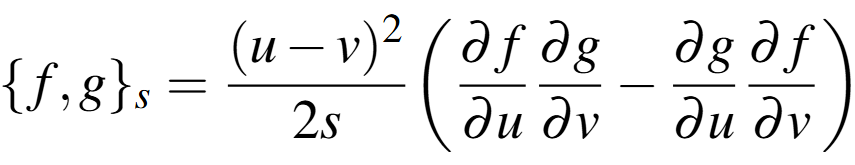 \{f,g\}_s = \frac{(u-v)^2}{2s} \left( \frac{\partial f}{\partial u} \frac{\partial g}{\partial v} - \frac{\partial g}{\partial u} \frac{\partial f}{\partial v} \right)